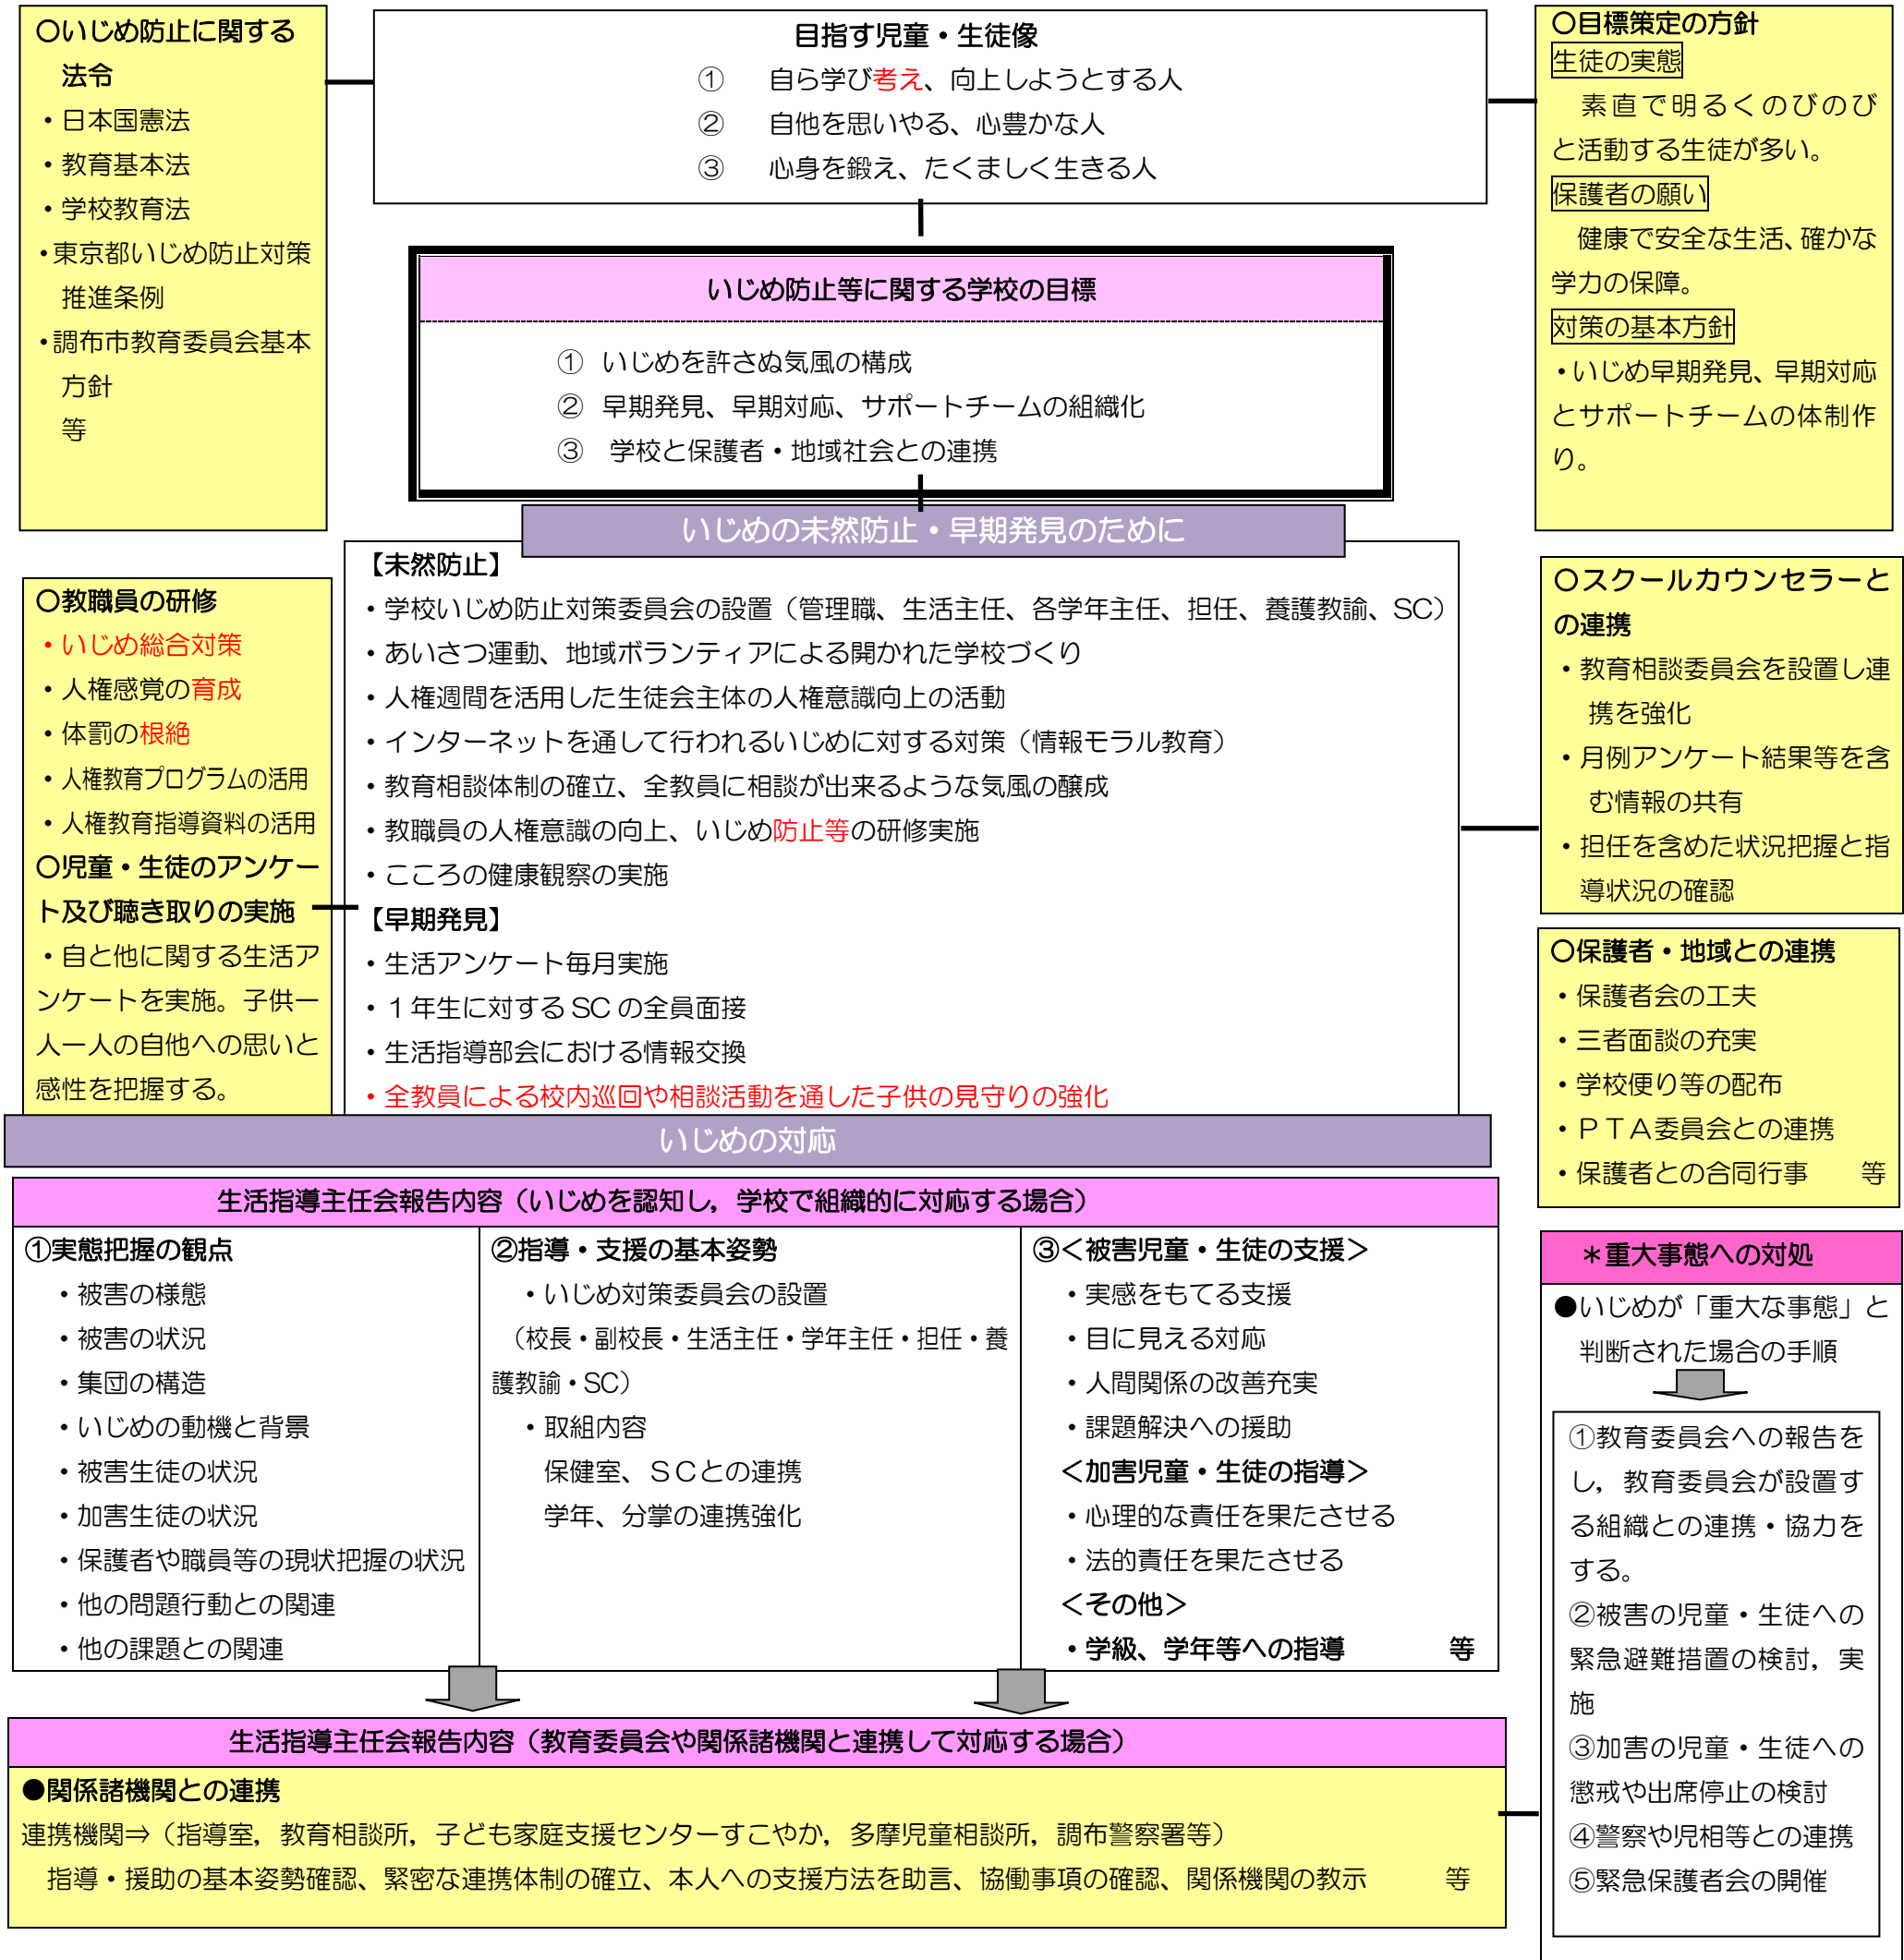 〇いじめ防止に関する
法令
・日本国憲法
・教育基本法
・学校教育法
・東京都いじめ防止対策
推進条例
・調布市教育委員会基本
方針
等
目指す児童・生徒像
① 自ら学び考え、向上しようとする人
② 自他を思いやる、心豊かな人
③ 心身を鍛え、たくましく生きる人
〇目標策定の方針
生徒の実態
素直で明るくのびのび
と活動する生徒が多い。
保護者の願い
健康で安全な生活、確かな
学力の保障。
対策の基本方針
・いじめ早期発見、早期対応
とサポートチームの体制作
り。
いじめ防止等に関する学校の目標
① いじめを許さぬ気風の構成
② 早期発見、早期対応、サポートチームの組織化
③ 学校と保護者・地域社会との連携
いじめの未然防止・早期発見のために
〇教職員の研修
・いじめ総合対策
・人権感覚の育成
・体罰の根絶
・人権教育プログラムの活用
・人権教育指導資料の活用
〇児童・生徒のアンケー
ト及び聴き取りの実施
・自と他に関する生活ア
ンケートを実施。子供一
人一人の自他への思いと
感性を把握する。
【未然防止】
・学校いじめ防止対策委員会の設置（管理職、生活主任、各学年主任、担任、養護教諭、SC）
・あいさつ運動、地域ボランティアによる開かれた学校づくり
・人権週間を活用した生徒会主体の人権意識向上の活動
・インターネットを通して行われるいじめに対する対策（情報モラル教育）
・教育相談体制の確立、全教員に相談が出来るような気風の醸成
・教職員の人権意識の向上、いじめ防止等の研修実施
・こころの健康観察の実施
【早期発見】
・生活アンケート毎月実施
・１年生に対する SC の全員面接
・生活指導部会における情報交換
・全教員による校内巡回や相談活動を通した子供の見守りの強化
〇スクールカウンセラーと
の連携
・教育相談委員会を設置し連
携を強化
・月例アンケート結果等を含
む情報の共有
・担任を含めた状況把握と指
導状況の確認
〇保護者・地域との連携
・保護者会の工夫
・三者面談の充実
・学校便り等の配布
・ＰＴＡ委員会との連携
・保護者との合同行事 等
いじめの対応
生活指導主任会報告内容（いじめを認知し，学校で組織的に対応する場合）
①実態把握の観点
・被害の様態
・被害の状況
・集団の構造
・いじめの動機と背景
・被害生徒の状況
・加害生徒の状況
・保護者や職員等の現状把握の状況
・他の問題行動との関連
・他の課題との関連
②指導・支援の基本姿勢
・いじめ対策委員会の設置
（校長・副校長・生活主任・学年主任・担任・養
護教諭・SC）
・取組内容
保健室、ＳＣとの連携
学年、分掌の連携強化
③＜被害児童・生徒の支援＞
・実感をもてる支援
・目に見える対応
・人間関係の改善充実
・課題解決への援助
＜加害児童・生徒の指導＞
・心理的な責任を果たさせる
・法的責任を果たさせる
＜その他＞
・学級、学年等への指導 等
生活指導主任会報告内容（教育委員会や関係諸機関と連携して対応する場合）
●関係諸機関との連携
連携機関⇒（指導室，教育相談所，子ども家庭支援センターすこやか，多摩児童相談所，調布警察署等）
指導・援助の基本姿勢確認、緊密な連携体制の確立、本人への支援方法を助言、協働事項の確認、関係機関の教示 等
＊重大事態への対処
●いじめが「重大な事態」と
判断された場合の手順
①教育委員会への報告を
し，教育委員会が設置す
る組織との連携・協力を
する。
②被害の児童・生徒への
緊急避難措置の検討，実
施
③加害の児童・生徒への
懲戒や出席停止の検討
④警察や児相等との連携
⑤緊急保護者会の開催